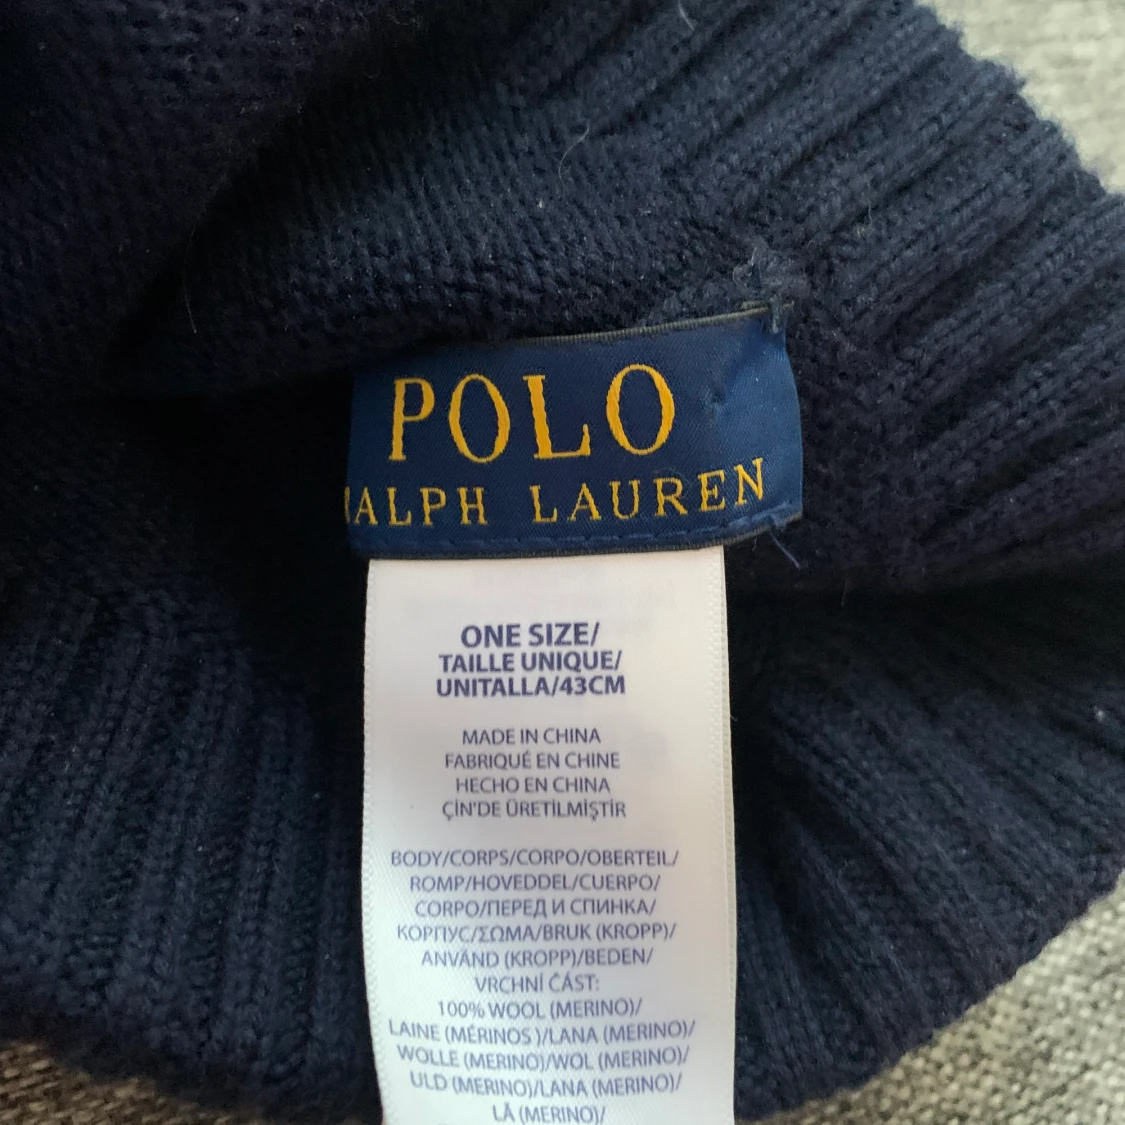 POLO
RALPH LAUREN
ONE SIZE/
TAILLE UNIQUE/
UNITALLA/43CM
MADE IN CHINA
FABRIQUÉ EN CHINE
HECHO EN CHINA
ÇİN'DE ÜRETİLMİŞTİR
BODY/CORPS/CORPO/OBERTEIL/
ROMP/HOVEDDEL/CUERPO/
CORPO/ПЕРЕД И СПИНКА/
КОРПУС/ΣΩΜΑ/BRUK (KROPP)/
ANVÄND (KROPP)/BEDEN/
VRCHNÍ ČÁST:
100% WOOL (MERINO)/
LAINE (MÉRINOS )/LANA (MERINO)/
WOLLE (MERINO)/WOL (MERINO)/
ULD (MERINO)/LANA (MERINO)/
LÃ (MERINO)/